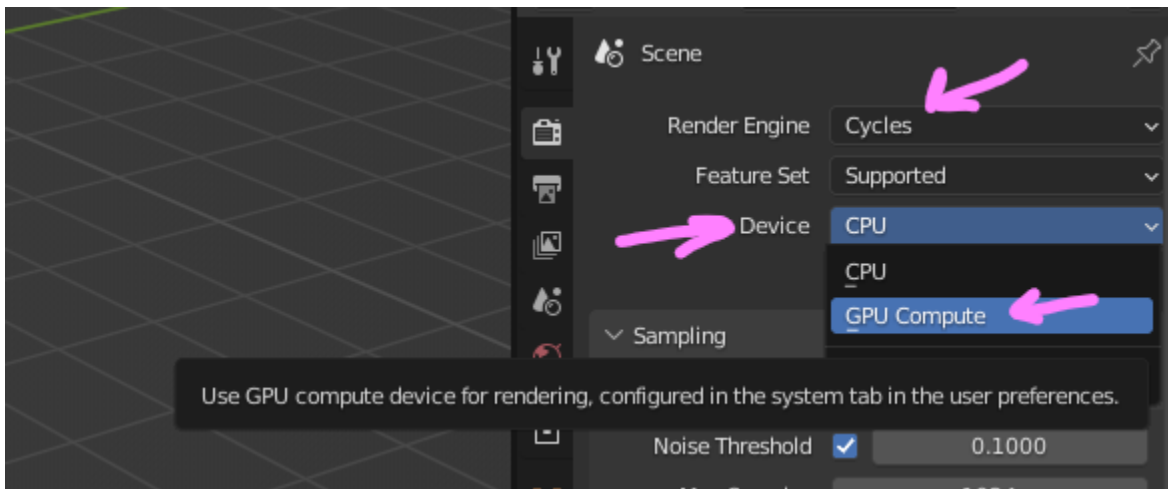 Scene
Render Engine Cycles
Feature Set Supported
Device CPU
CPU
GPU Compute
Sampling
Use GPU compute device for rendering, configured in the system tab in the user preferences.
Noise Threshold 0.1000